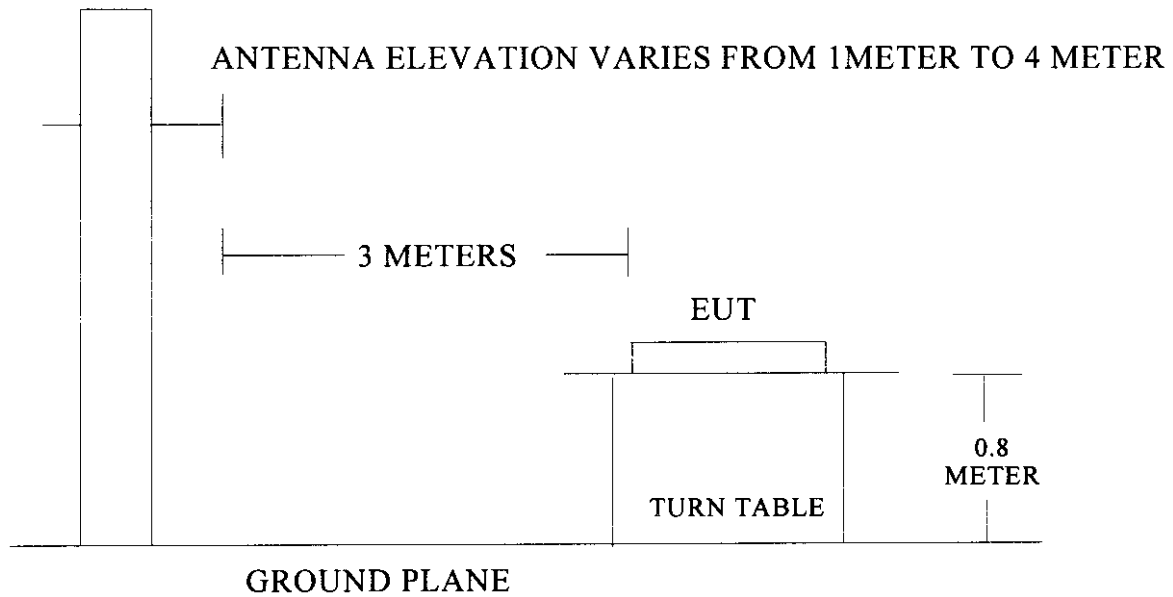 ANTENNA ELEVATION VARIES FROM 1METER TO 4 METER
3 METERS
EUT
0.8
METER
TURN TABLE
GROUND PLANE